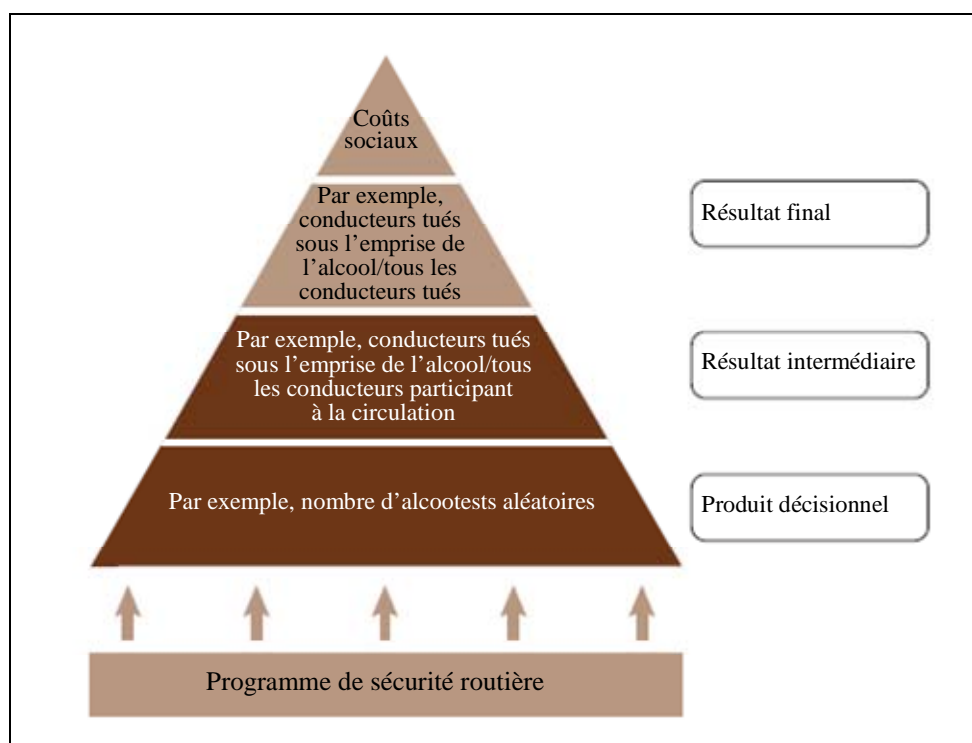 Coûts
sociaux
Par exemple,
conducteurs tués
sous l'emprise de
l'alcool/tous les
conducteurs tués
Résultat final
Par exemple, conducteurs tués
sous l'emprise de l'alcool/tous
les conducteurs participant
à la circulation
Résultat intermédiaire
Par exemple, nombre d'alcootests aléatoires
Produit décisionnel
Programme de sécurité routière